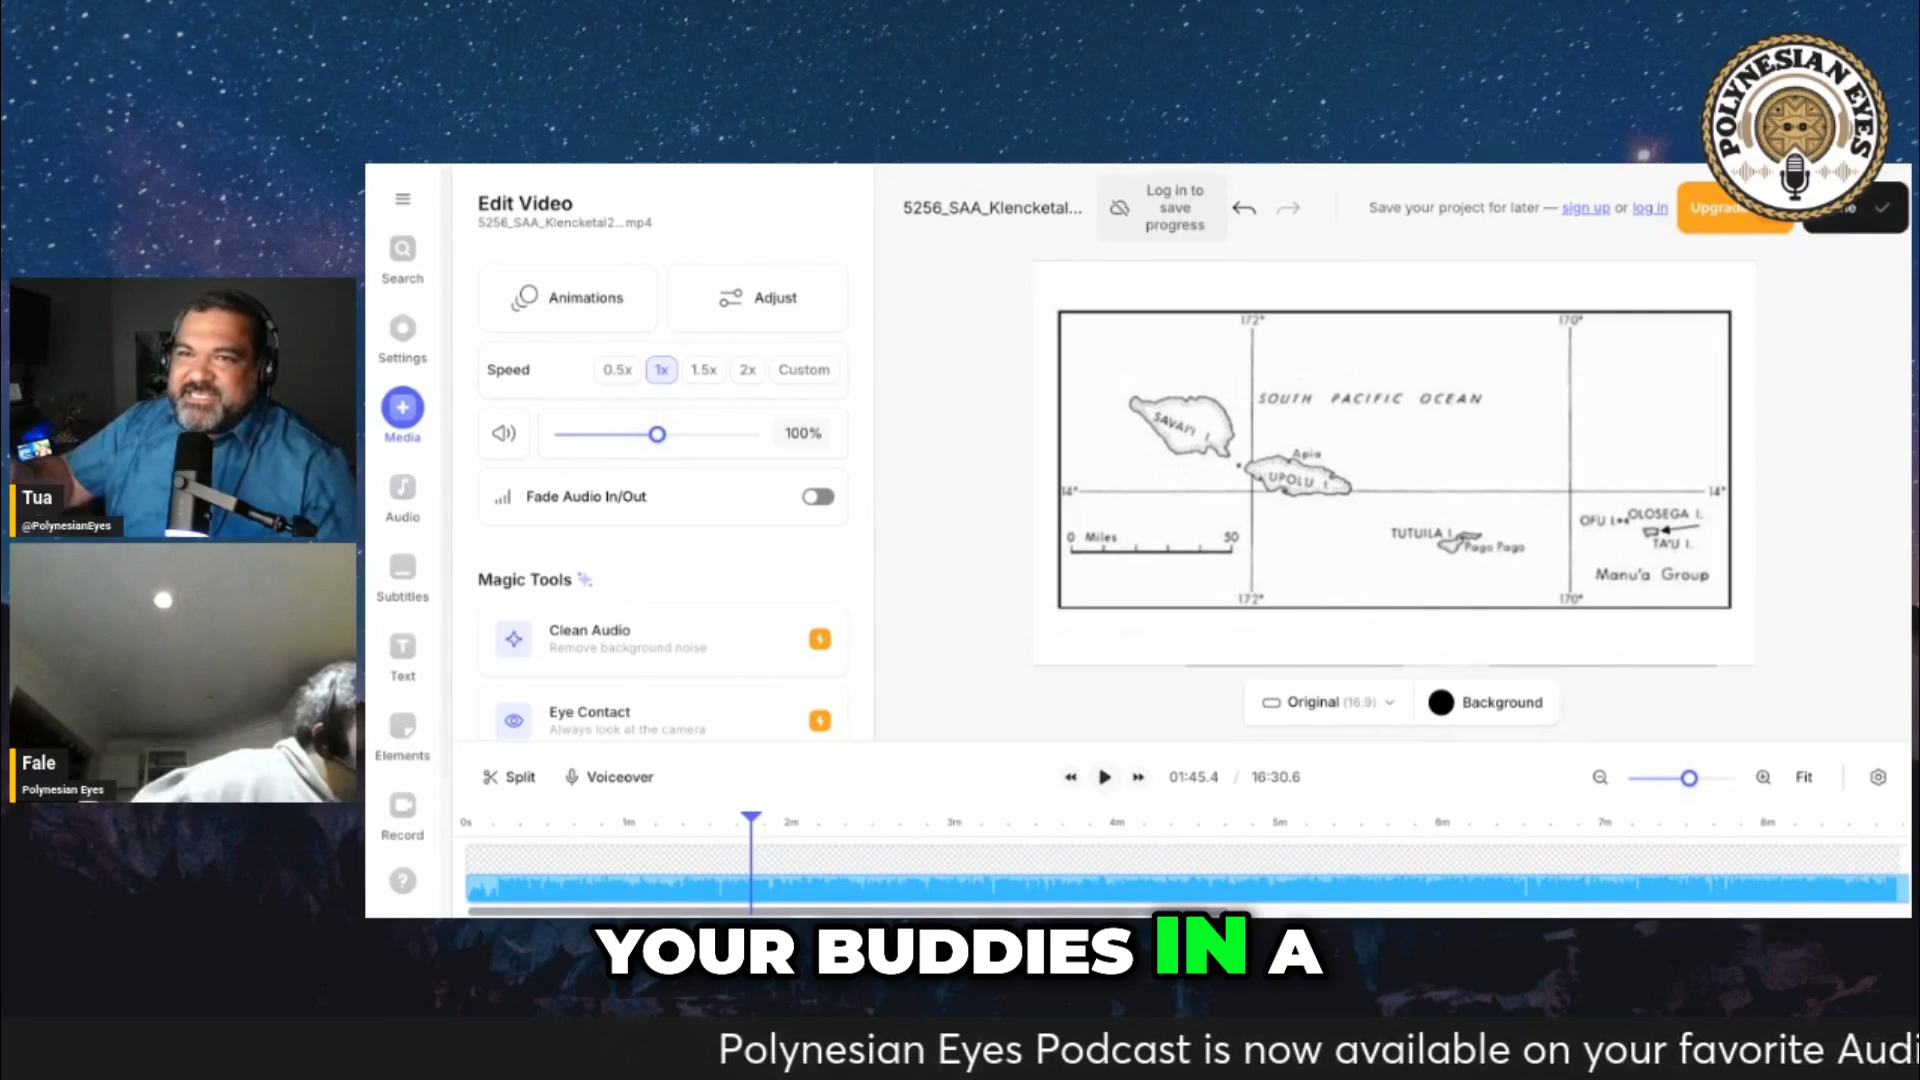 POLYNESIAN EYES
Edit Video
5256_SAA_Klencketal2...mp4
5256_SAA_Klencketal...
Log in to
save
progress
Save your project for later — sign up or log in
Search
Settings
Media
Audio
Subtitles
Text
Elements
Record
?
Animations
Adjust
Speed
0.5x
1x
1.5x
2x
Custom
100%
Fade Audio In/Out
Magic Tools
Clean Audio
Remove background noise
Eye Contact
Always look at the camera
172°
170°
SOUTH PACIFIC OCEAN
SAVAI'I I.
Apia
UPOLU I.
14°
14°
0 Miles 50
TUTUILA I.
Pago Pago
OFU I.
OLOSEGA I.
TA'U I.
Manu'a Group
172°
170°
Original (16:9)
Background
Tua
@PolynesianEyes
Fale
Polynesian Eyes
Split
Voiceover
01:45.4 / 16:30.6
Fit
0s
1m
2m
3m
4m
5m
6m
7m
8m
YOUR BUDDIES IN A
Polynesian Eyes Podcast is now available on your favorite Audi